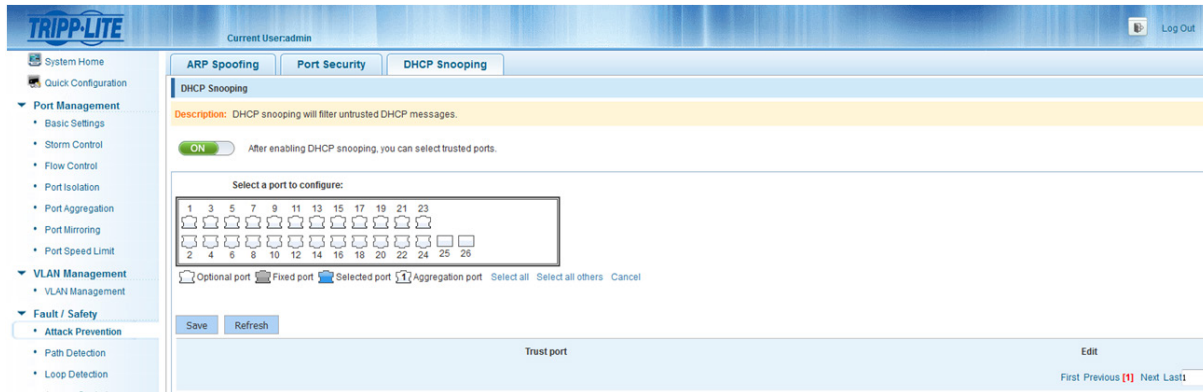 TRIPP·LITE
Current User:admin
Log Out
System Home
Quick Configuration
Port Management
Basic Settings
Storm Control
Flow Control
Port Isolation
Port Aggregation
Port Mirroring
Port Speed Limit
VLAN Management
VLAN Management
Fault / Safety
Attack Prevention
Path Detection
Loop Detection
ARP Spoofing Port Security DHCP Snooping
DHCP Snooping
Description: DHCP snooping will filter untrusted DHCP messages.
ON After enabling DHCP snooping, you can select trusted ports.
Select a port to configure:
1 3 5 7 9 11 13 15 17 19 21 23
2 4 6 8 10 12 14 16 18 20 22 24 25 26
Optional port Fixed port Selected port 1 Aggregation port Select all Select all others Cancel
Save Refresh
Trust port Edit
First Previous [1] Next Last 1